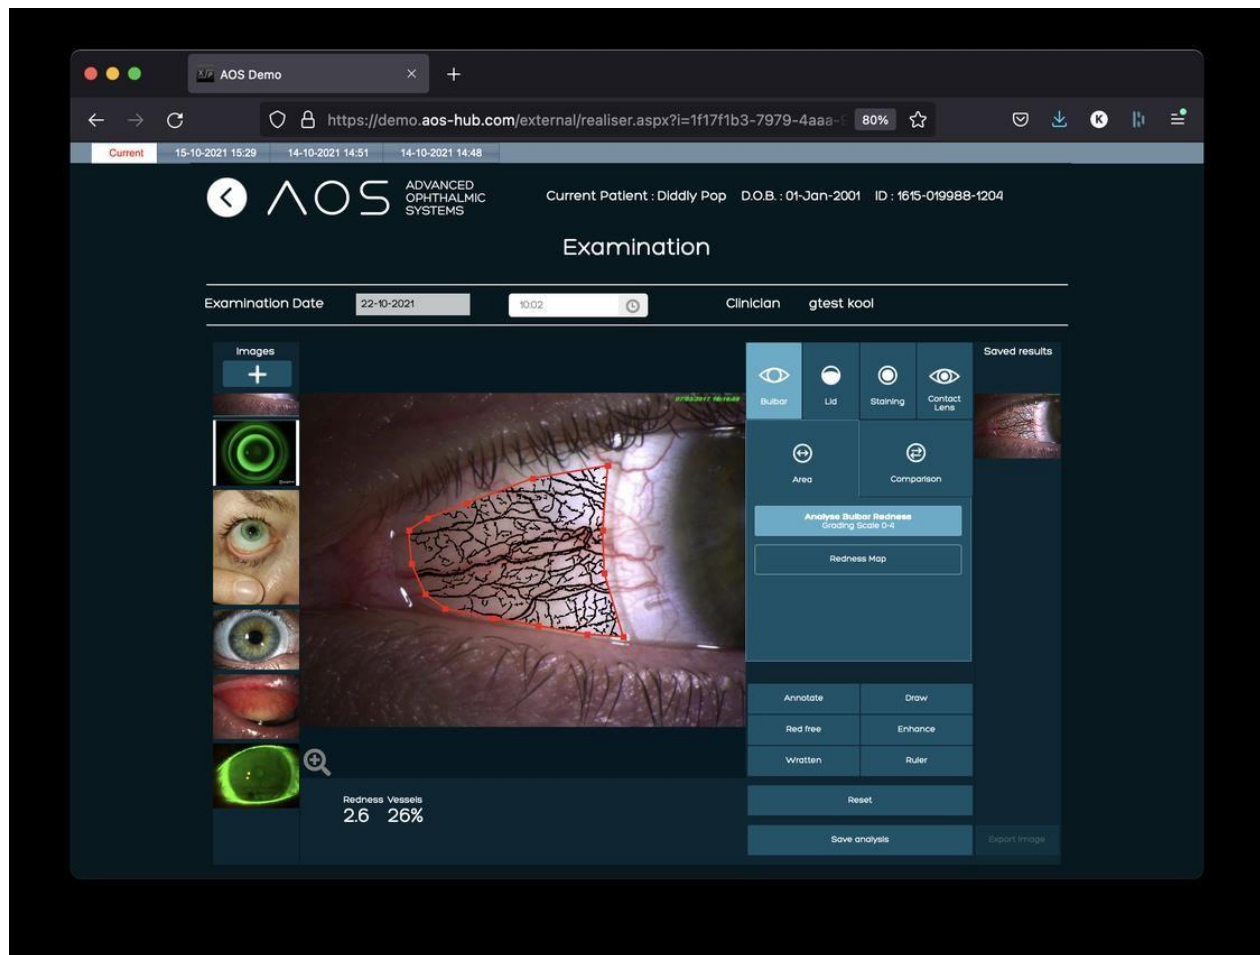 AOS Demo
https://demo.aos-hub.com/external/realiser.aspx?i=1f17f1b3-7979-4aaa-
80%
K
Current 15-10-2021 15:29 14-10-2021 14:51 14-10-2021 14:48
AOS ADVANCED
OPHTHALMIC
SYSTEMS
Current Patient : Diddly Pop D.O.B. : 01-Jan-2001 ID : 1615-019988-1204
Examination
Examination Date 22-10-2021 10:02 Clinician gtest kool
Images
Saved results
Bulbar Lid Staining Contact
Lens
Area Comparison
Analyse Bulbar Redness
Grading Scale 0-4
Redness Map
Annotate Draw
Red free Enhance
Wratten Ruler
Redness Vessels
2.6 26%
Reset
Save analysis
Export Image